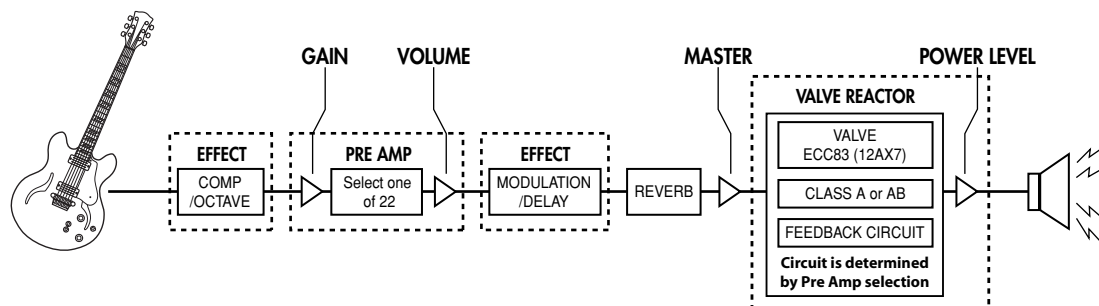 GAIN
VOLUME
MASTER
POWER LEVEL
EFFECT
COMP
/OCTAVE
PRE AMP
Select one
of 22
EFFECT
MODULATION
/DELAY
REVERB
VALVE REACTOR
VALVE
ECC83 (12AX7)
CLASS A or AB
FEEDBACK CIRCUIT
Circuit is determined
by Pre Amp selection